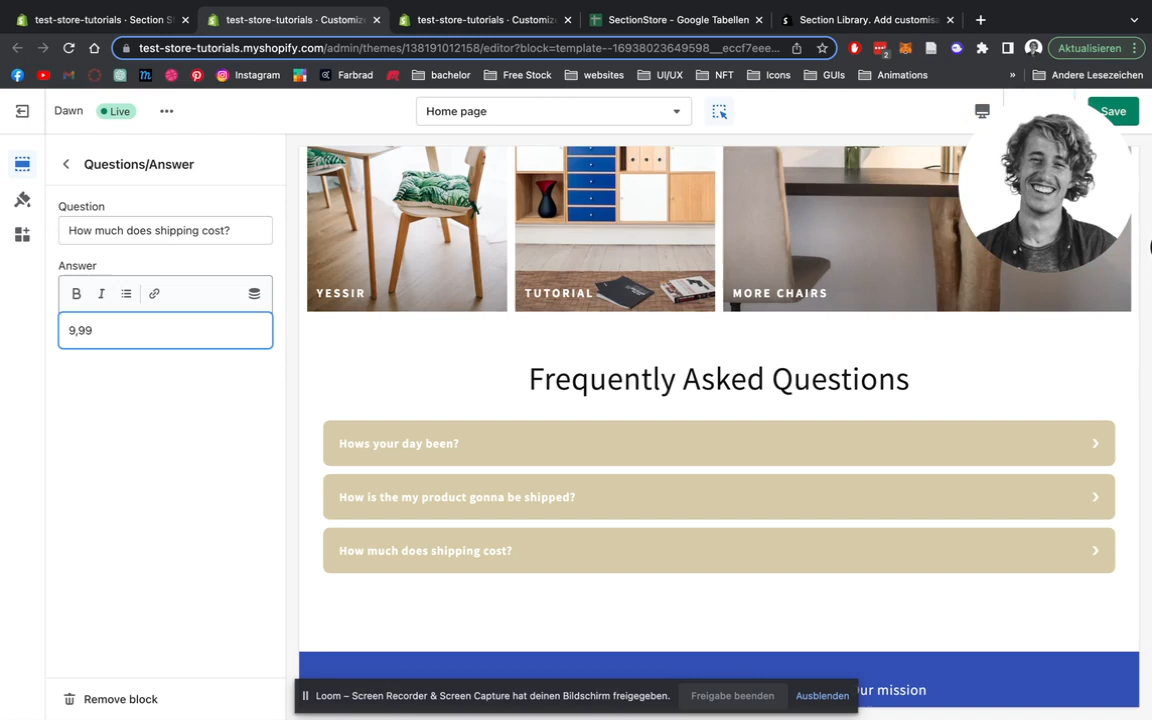 test-store-tutorials · Section S
test-store-tutorials · Customize
test-store-tutorials · Customize
SectionStore - Google Tabellen
Section Library. Add customisa
test-store-tutorials.myshopify.com/admin/themes/138191012158/editor?block=template--16938023649598__eccf7eee...
2
Aktualisieren
Instagram
Farbrad
bachelor
Free Stock
websites
UI/UX
NFT
Icons
GUIs
Animations
»
Andere Lesezeichen
Dawn
Live
Home page
Save
Questions/Answer
Question
How much does shipping cost?
Answer
B
I
9,99
YESSIR
TUTORIAL
MORE CHAIRS
Frequently Asked Questions
Hows your day been?
How is the my product gonna be shipped?
How much does shipping cost?
our mission
Remove block
Loom – Screen Recorder & Screen Capture hat deinen Bildschirm freigegeben.
Freigabe beenden
Ausblenden